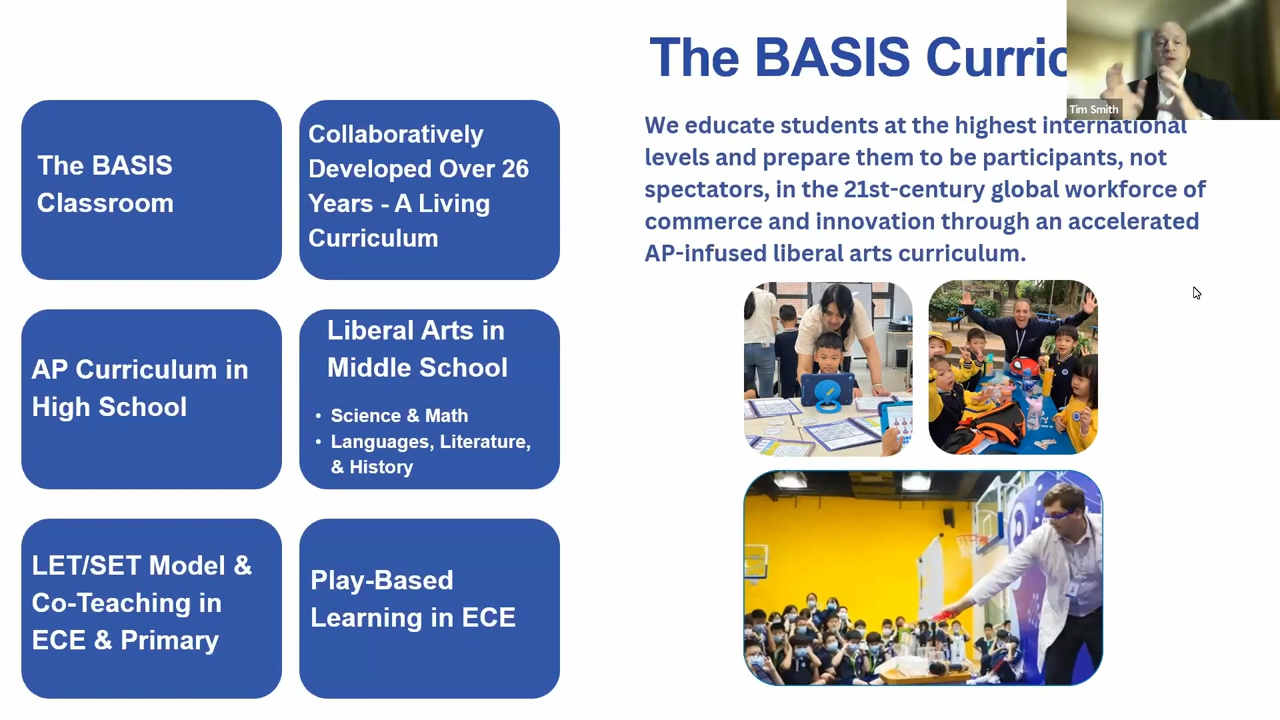 The BASIS Curric
Tim Smith
We educate students at the highest international
levels and prepare them to be participants, not
spectators, in the 21st-century global workforce of
commerce and innovation through an accelerated
AP-infused liberal arts curriculum.
The BASIS
Classroom
Collaboratively
Developed Over 26
Years - A Living
Curriculum
AP Curriculum in
High School
Liberal Arts in
Middle School
• Science & Math
• Languages, Literature,
& History
LET/SET Model &
Co-Teaching in
ECE & Primary
Play-Based
Learning in ECE